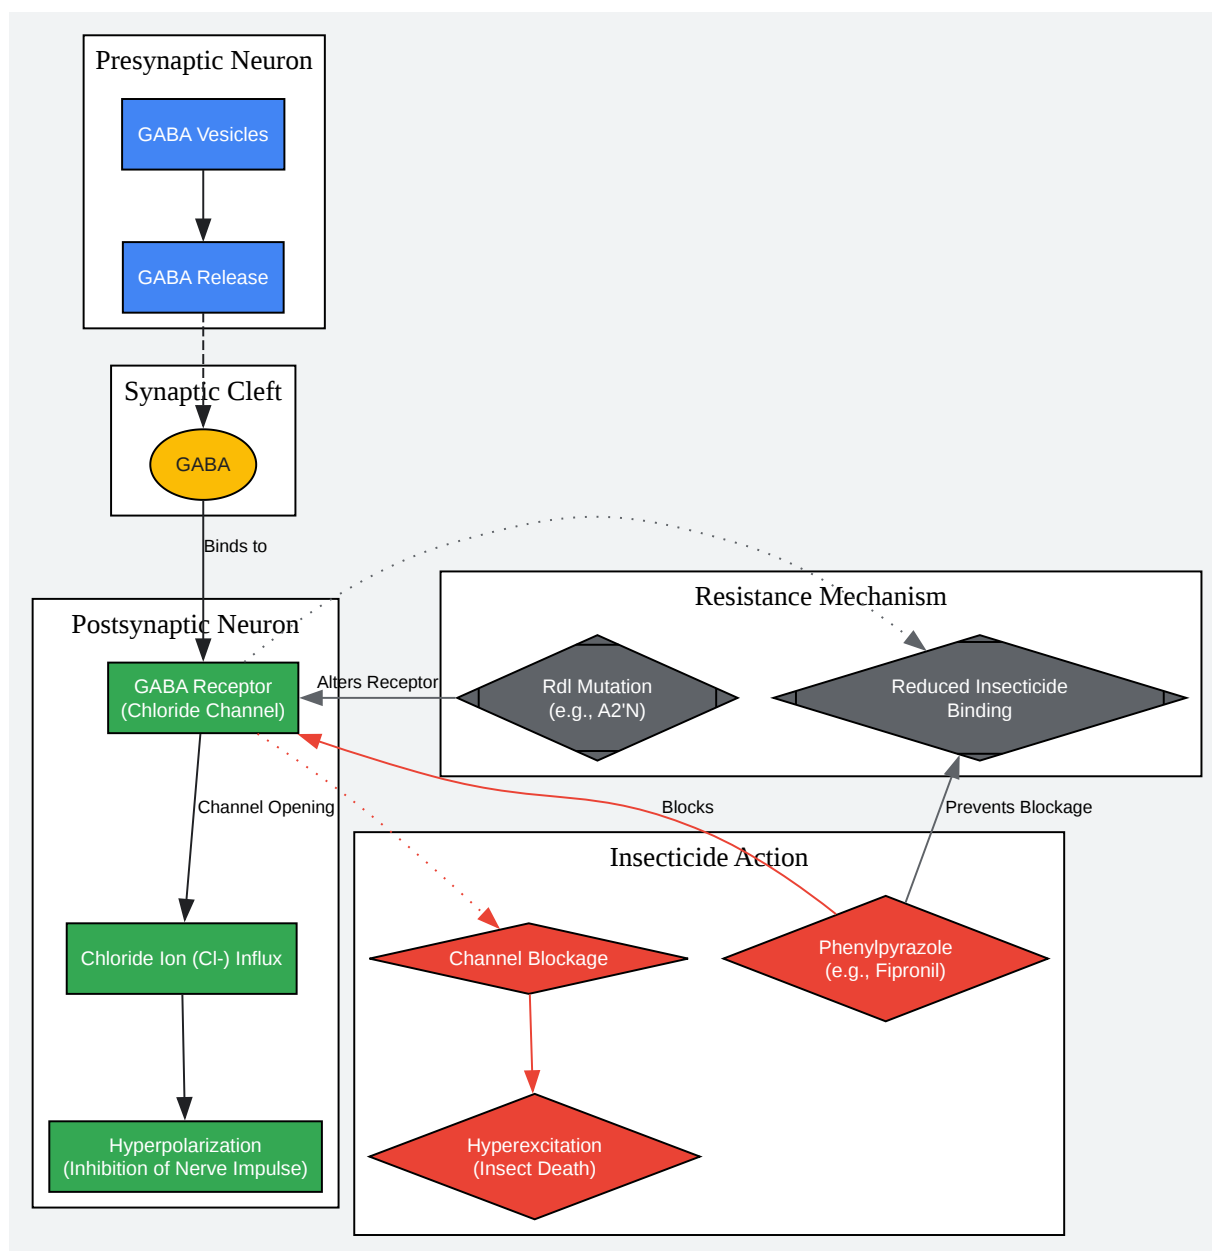 Presynaptic Neuron
GABA Vesicles
GABA Release
Synaptic Cleft
GABA
Binds to
Resistance Mechanism
Postsynaptic Neuron
GABA Receptor
(Chloride Channel)
Alters Receptor
Rdl Mutation
(e.g., A2'N)
Reduced Insecticide
Binding
Channel Opening
Blocks
Prevents Blockage
Insecticide Action
Chloride Ion (Cl-) Influx
Channel Blockage
Phenylpyrazole
(e.g., Fipronil)
Hyperpolarization
(Inhibition of Nerve Impulse)
Hyperexcitation
(Insect Death)